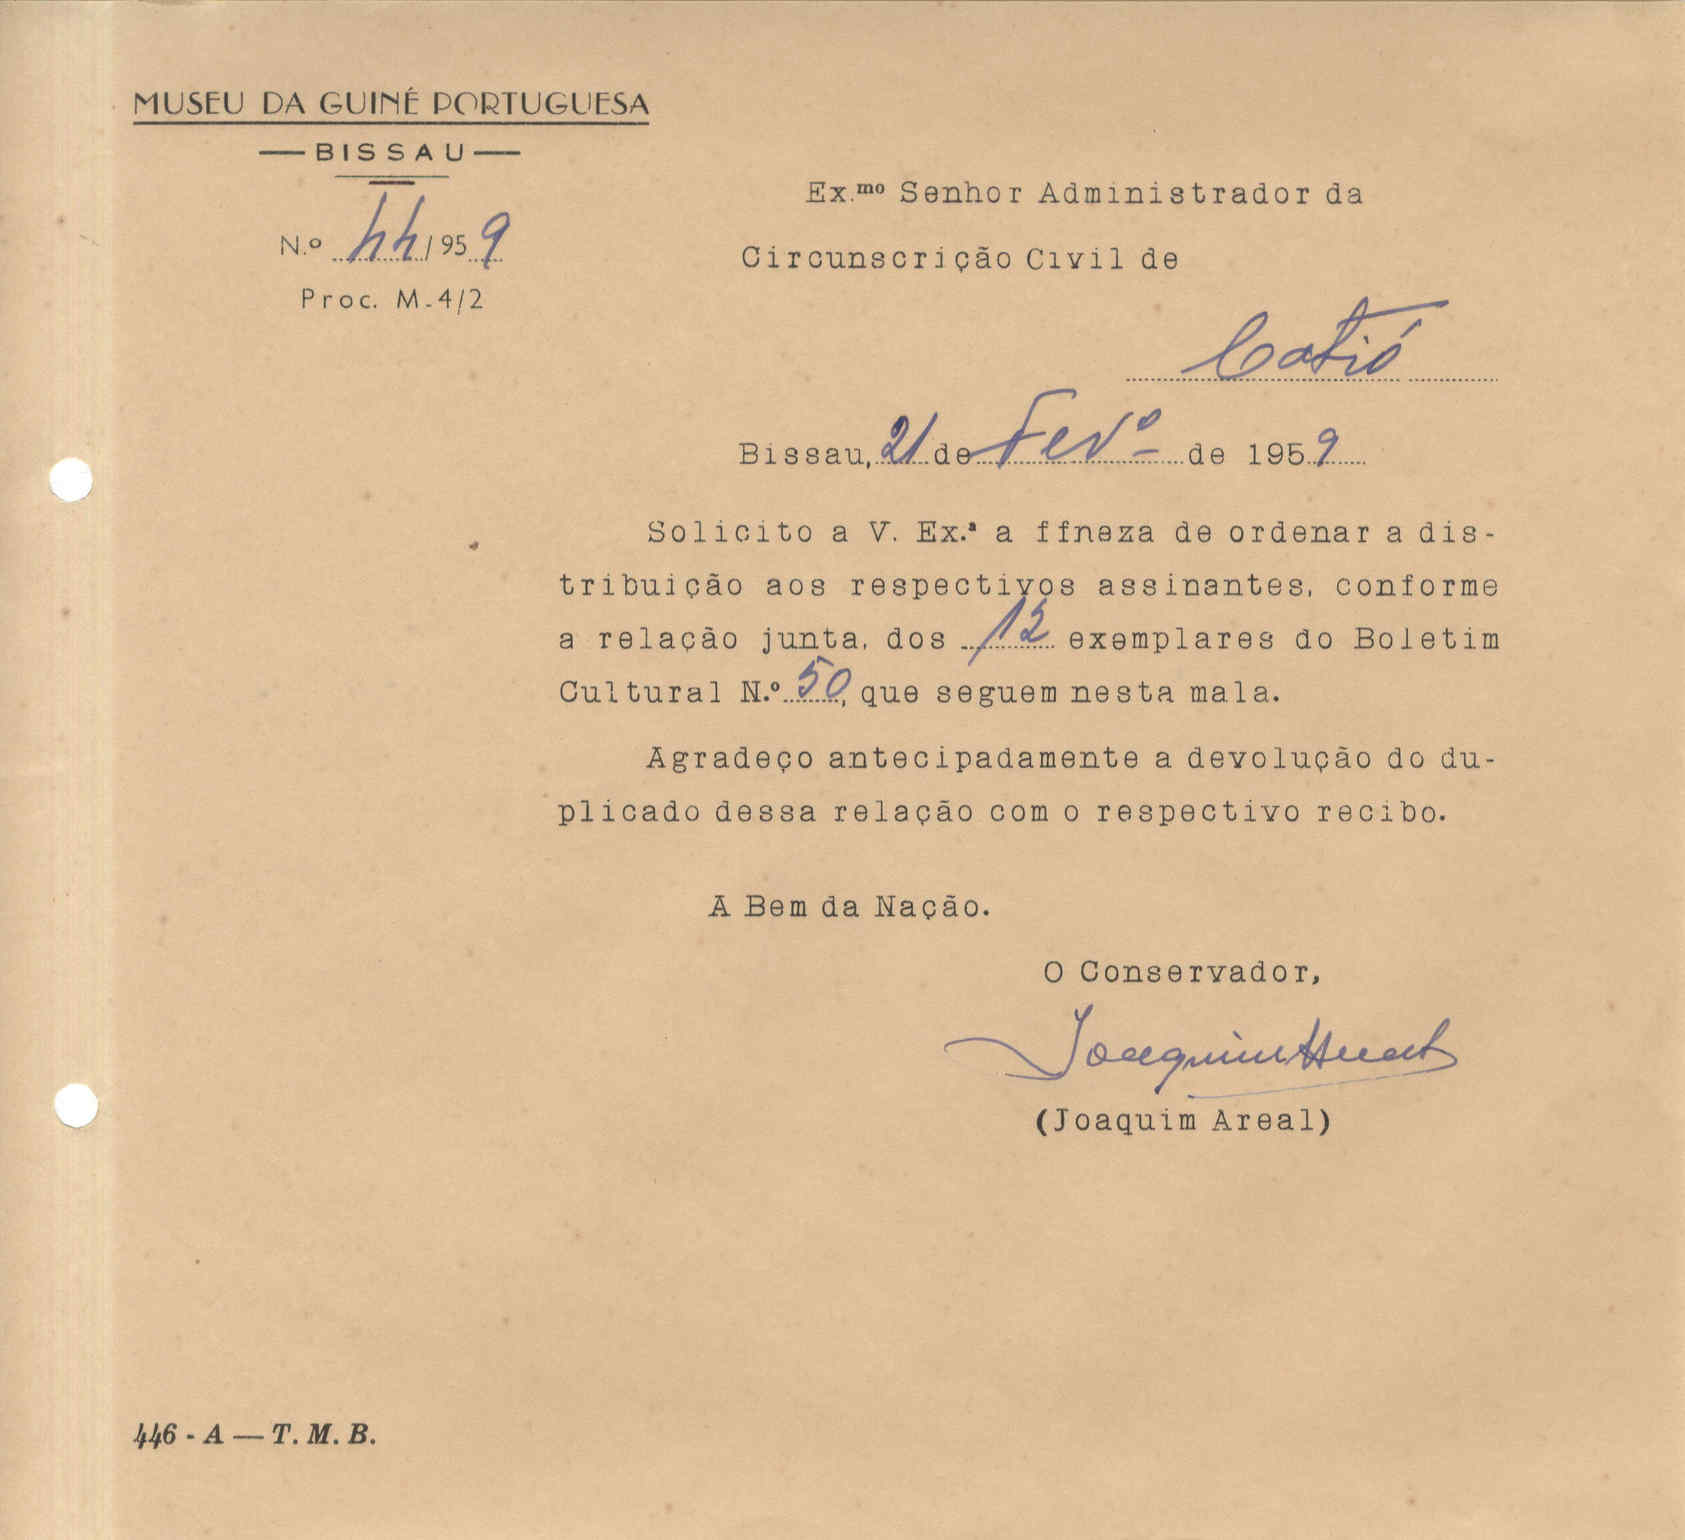 MUSEU DA GUINÉ PORTUGUESA
— BISSAU —
N.º 44/959
Proc. M-4/2
Ex.mo Senhor Administrador da
Circunscrição Civil de
Catió
Bissau, 21 de Fevº de 1959
Solicito a V. Ex.ª a fineza de ordenar a dis-
tribuição aos respectivos assinantes, conforme
a relação junta, dos 12 exemplares do Boletim
Cultural N.º 50, que seguem nesta mala.
Agradeço antecipadamente a devolução do du-
plicado dessa relação com o respectivo recibo.
A Bem da Nação.
O Conservador,
Joaquim Areal
(Joaquim Areal)
446 - A — T. M. B.